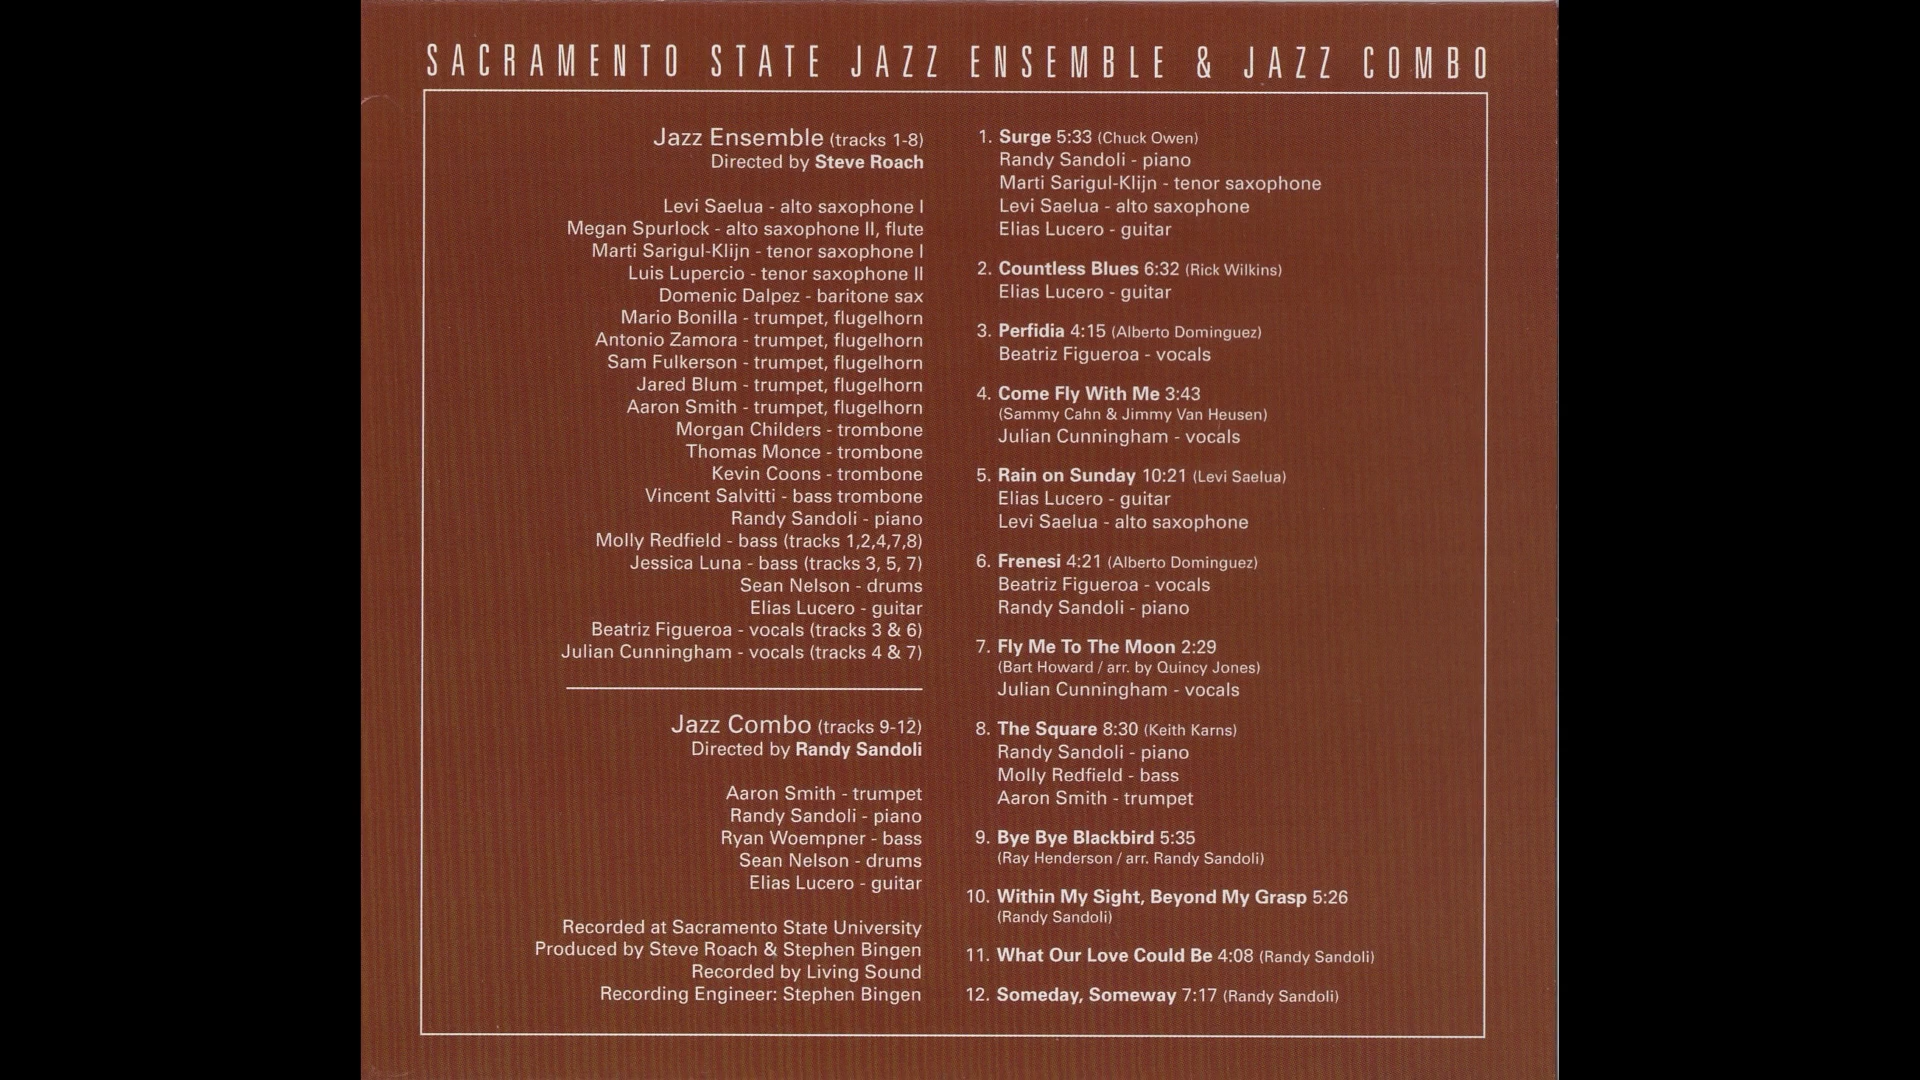 SACRAMENTO STATE JAZZ ENSEMBLE & JAZZ COMBO
Jazz Ensemble (tracks 1-8)
Directed by Steve Roach
Levi Saelua - alto saxophone I
Megan Spurlock - alto saxophone II, flute
Marti Sarigul-Klijn - tenor saxophone I
Luis Lupercio - tenor saxophone II
Domenic Dalpez - baritone sax
Mario Bonilla - trumpet, flugelhorn
Antonio Zamora - trumpet, flugelhorn
Sam Fulkerson - trumpet, flugelhorn
Jared Blum - trumpet, flugelhorn
Aaron Smith - trumpet, flugelhorn
Morgan Childers - trombone
Thomas Monce - trombone
Kevin Coons - trombone
Vincent Salvitti - bass trombone
Randy Sandoli - piano
Molly Redfield - bass (tracks 1,2,4,7,8)
Jessica Luna - bass (tracks 3, 5, 7)
Sean Nelson - drums
Elias Lucero - guitar
Beatriz Figueroa - vocals (tracks 3 & 6)
Julian Cunningham - vocals (tracks 4 & 7)
Jazz Combo (tracks 9-12)
Directed by Randy Sandoli
Aaron Smith - trumpet
Randy Sandoli - piano
Ryan Woempner - bass
Sean Nelson - drums
Elias Lucero - guitar
Recorded at Sacramento State University
Produced by Steve Roach & Stephen Bingen
Recorded by Living Sound
Recording Engineer: Stephen Bingen
1. Surge 5:33 (Chuck Owen)
Randy Sandoli - piano
Marti Sarigul-Klijn - tenor saxophone
Levi Saelua - alto saxophone
Elias Lucero - guitar
2. Countless Blues 6:32 (Rick Wilkins)
Elias Lucero - guitar
3. Perfidia 4:15 (Alberto Dominguez)
Beatriz Figueroa - vocals
4. Come Fly With Me 3:43
(Sammy Cahn & Jimmy Van Heusen)
Julian Cunningham - vocals
5. Rain on Sunday 10:21 (Levi Saelua)
Elias Lucero - guitar
Levi Saelua - alto saxophone
6. Frenesi 4:21 (Alberto Dominguez)
Beatriz Figueroa - vocals
Randy Sandoli - piano
7. Fly Me To The Moon 2:29
(Bart Howard / arr. by Quincy Jones)
Julian Cunningham - vocals
8. The Square 8:30 (Keith Karns)
Randy Sandoli - piano
Molly Redfield - bass
Aaron Smith - trumpet
9. Bye Bye Blackbird 5:35
(Ray Henderson / arr. Randy Sandoli)
10. Within My Sight, Beyond My Grasp 5:26
(Randy Sandoli)
11. What Our Love Could Be 4:08 (Randy Sandoli)
12. Someday, Someway 7:17 (Randy Sandoli)